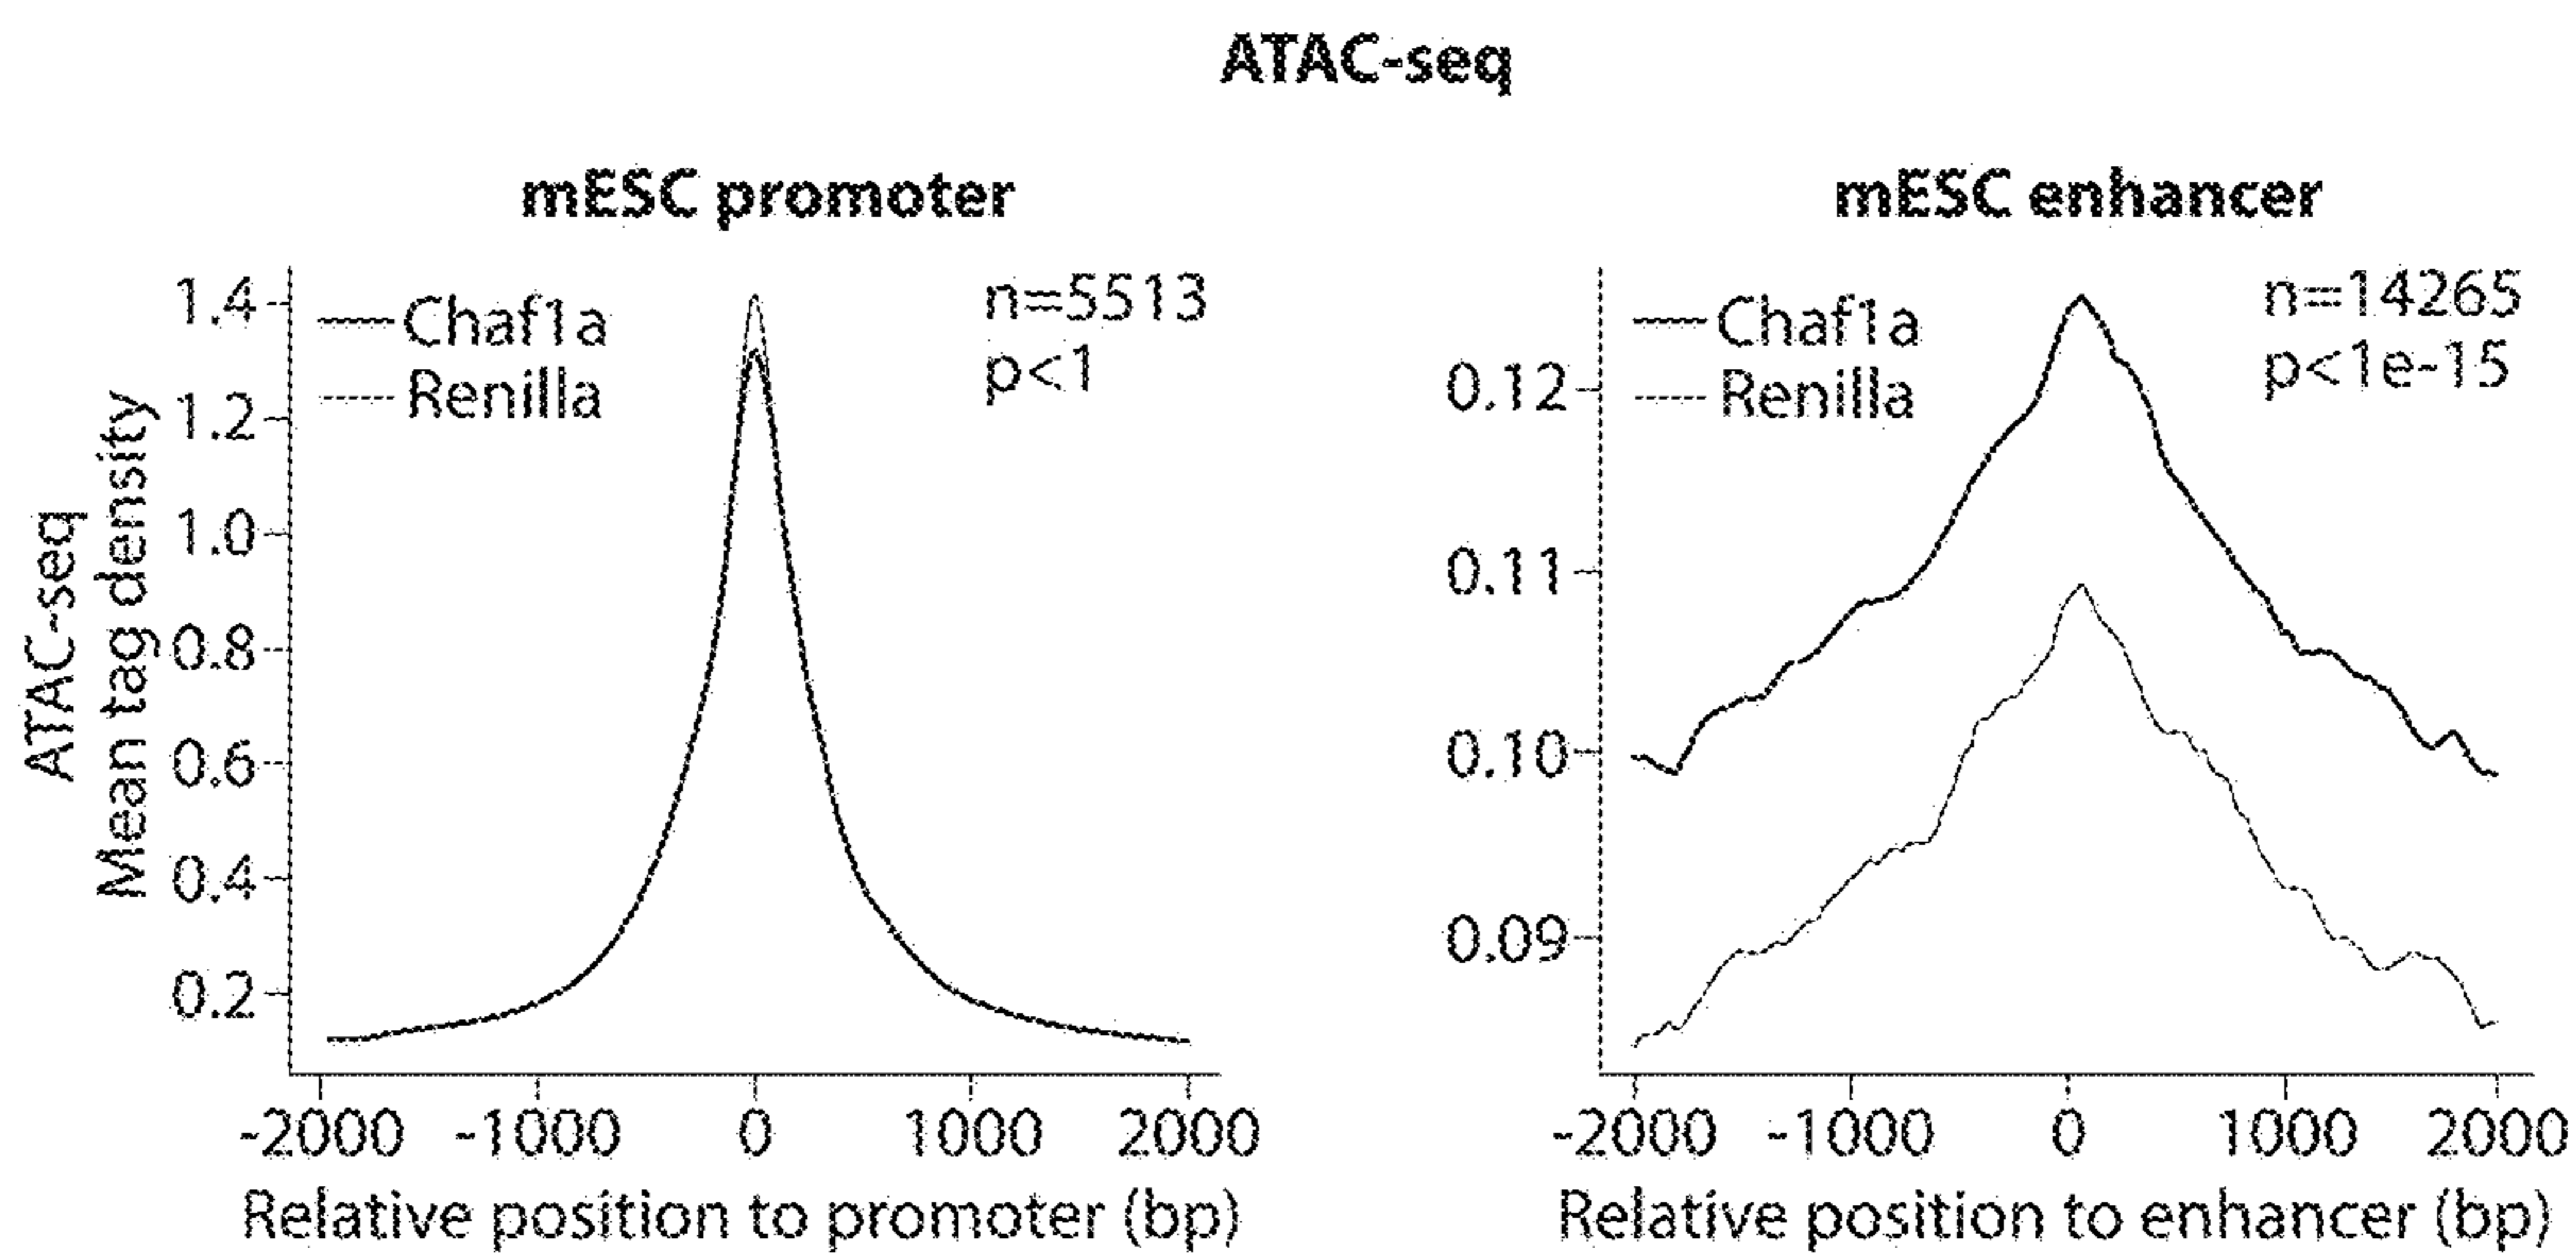 ATAC-seq
mESC promoter
n=5513
p<1
Chaf1a
Renilla
ATAC-seq
Mean tag density
1.4
1.2
1.0
0.8
0.6
0.4
0.2
-2000 -1000 0 1000 2000
Relative position to promoter (bp)
mESC enhancer
n=14265
p<1e-15
Chaf1a
Renilla
0.12
0.11
0.10
0.09
-2000 -1000 0 1000 2000
Relative position to enhancer (bp)